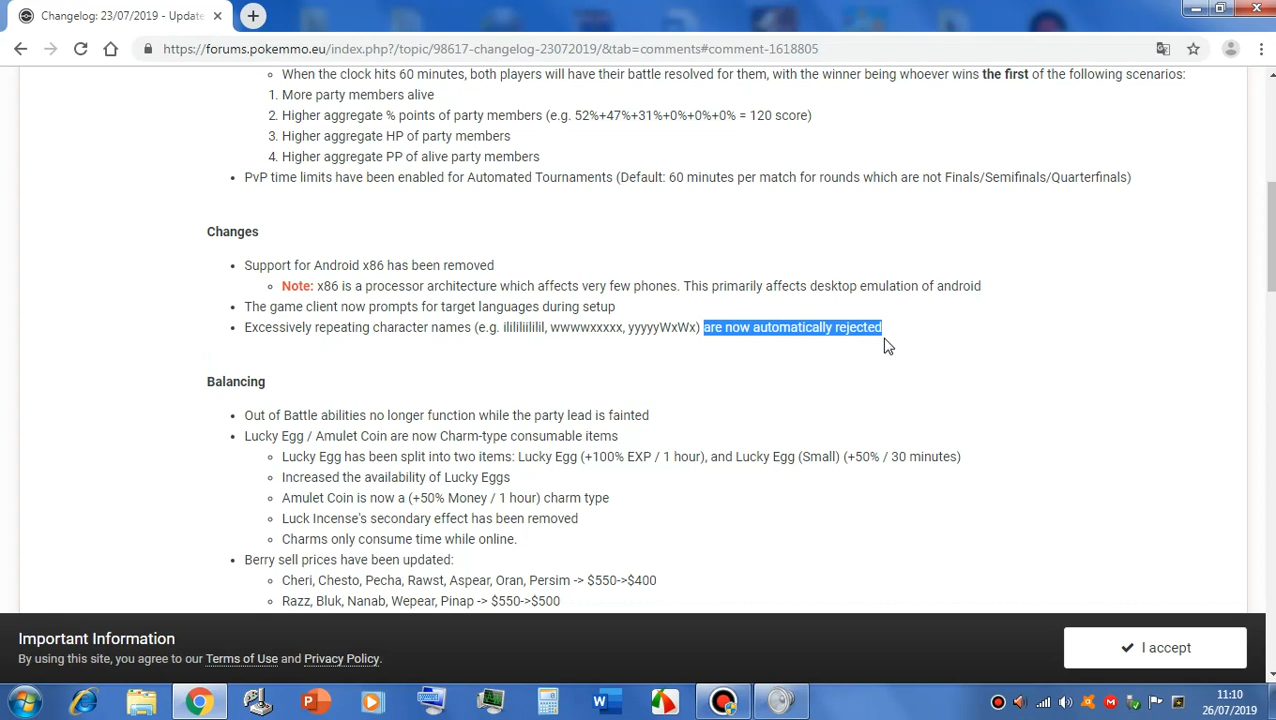 Changelog: 23/07/2019 - Update
https://forums.pokemmo.eu/index.php?/topic/98617-changelog-23072019/&tab=comments#comment-1618805
When the clock hits 60 minutes, both players will have their battle resolved for them, with the winner being whoever wins the first of the following scenarios:
1. More party members alive
2. Higher aggregate % points of party members (e.g. 52%+47%+31%+0%+0%+0% = 120 score)
3. Higher aggregate HP of party members
4. Higher aggregate PP of alive party members
PvP time limits have been enabled for Automated Tournaments (Default: 60 minutes per match for rounds which are not Finals/Semifinals/Quarterfinals)
Changes
Support for Android x86 has been removed
Note: x86 is a processor architecture which affects very few phones. This primarily affects desktop emulation of android
The game client now prompts for target languages during setup
Excessively repeating character names (e.g. ilililiililil, wwwwxxxxx, yyyyyWxWx) are now automatically rejected
Balancing
Out of Battle abilities no longer function while the party lead is fainted
Lucky Egg / Amulet Coin are now Charm-type consumable items
Lucky Egg has been split into two items: Lucky Egg (+100% EXP / 1 hour), and Lucky Egg (Small) (+50% / 30 minutes)
Increased the availability of Lucky Eggs
Amulet Coin is now a (+50% Money / 1 hour) charm type
Luck Incense's secondary effect has been removed
Charms only consume time while online.
Berry sell prices have been updated:
Cheri, Chesto, Pecha, Rawst, Aspear, Oran, Persim -> $550->$400
Razz, Bluk, Nanab, Wepear, Pinap -> $550->$500
Important Information
By using this site, you agree to our Terms of Use and Privacy Policy.
I accept
11:10
26/07/2019